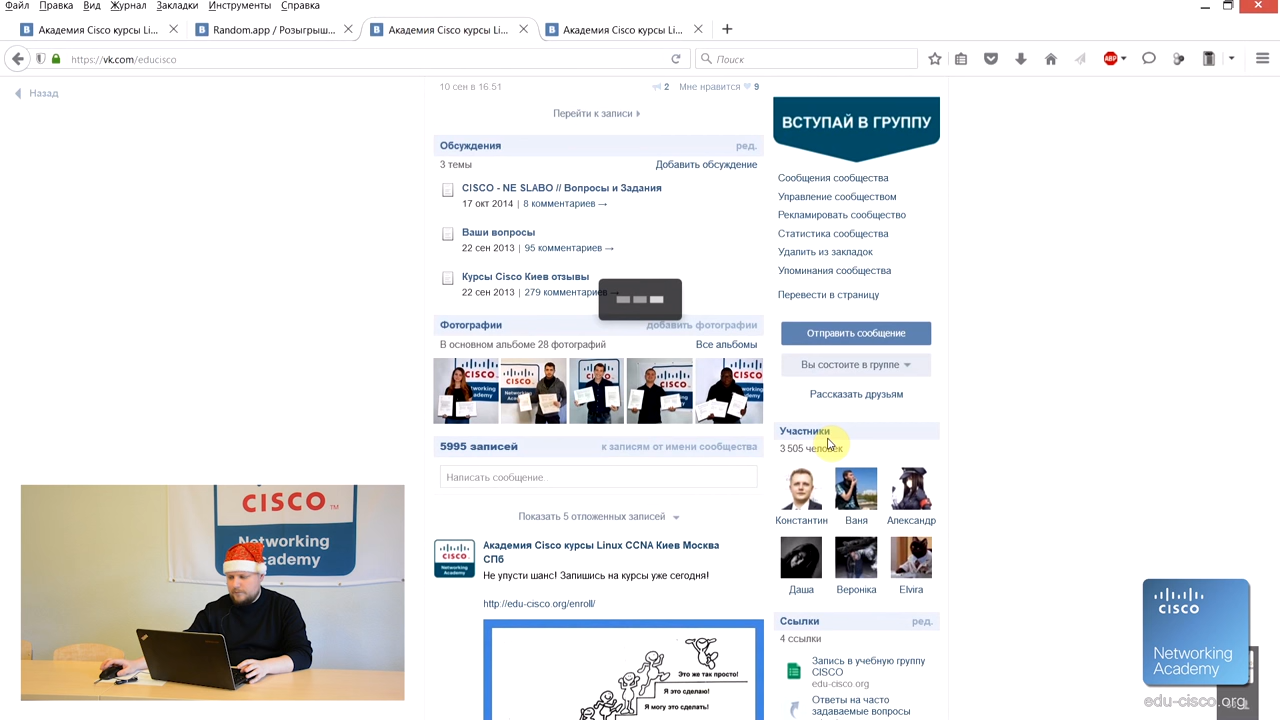 Файл Правка Вид Журнал Закладки Инструменты Справка
Академия Cisco курсы Li...
Random.app / Розыгрыш...
Академия Cisco курсы Li...
Академия Cisco курсы Li...
https://vk.com/educisco
Поиск
ABP
Назад
10 сен в 16.51
2 Мне нравится 9
Перейти к записи
Обсуждения ред.
3 темы Добавить обсуждение
CISCO - NE SLABO // Вопросы и Задания
17 окт 2014 | 8 комментариев →
Ваши вопросы
22 сен 2013 | 95 комментариев →
Курсы Cisco Киев отзывы
22 сен 2013 | 279 комментариев →
Фотографии добавить фотографии
В основном альбоме 28 фотографий Все альбомы
5995 записей к записям от имени сообщества
Написать сообщение..
Показать 5 отложенных записей
Академия Cisco курсы Linux CCNA Киев Москва
СПб
Не упусти шанс! Запишись на курсы уже сегодня!
http://edu-cisco.org/enroll/
Это же так просто!
Я это сделаю!
Я могу это сделать!
ВСТУПАЙ В ГРУППУ
Сообщения сообщества
Управление сообществом
Рекламировать сообщество
Статистика сообщества
Удалить из закладок
Упоминания сообщества
Перевести в страницу
Отправить сообщение
Вы состоите в группе
Рассказать друзьям
Участники
3 505 человек
Константин Ваня Александр
Даша Вероніка Elvira
Ссылки ред.
4 ссылки
Запись в учебную группу
CISCO
edu-cisco.org
Ответы на часто
задаваемые вопросы
CISCO TM
Networking
Academy
CISCO
Networking
Academy
edu-cisco.org